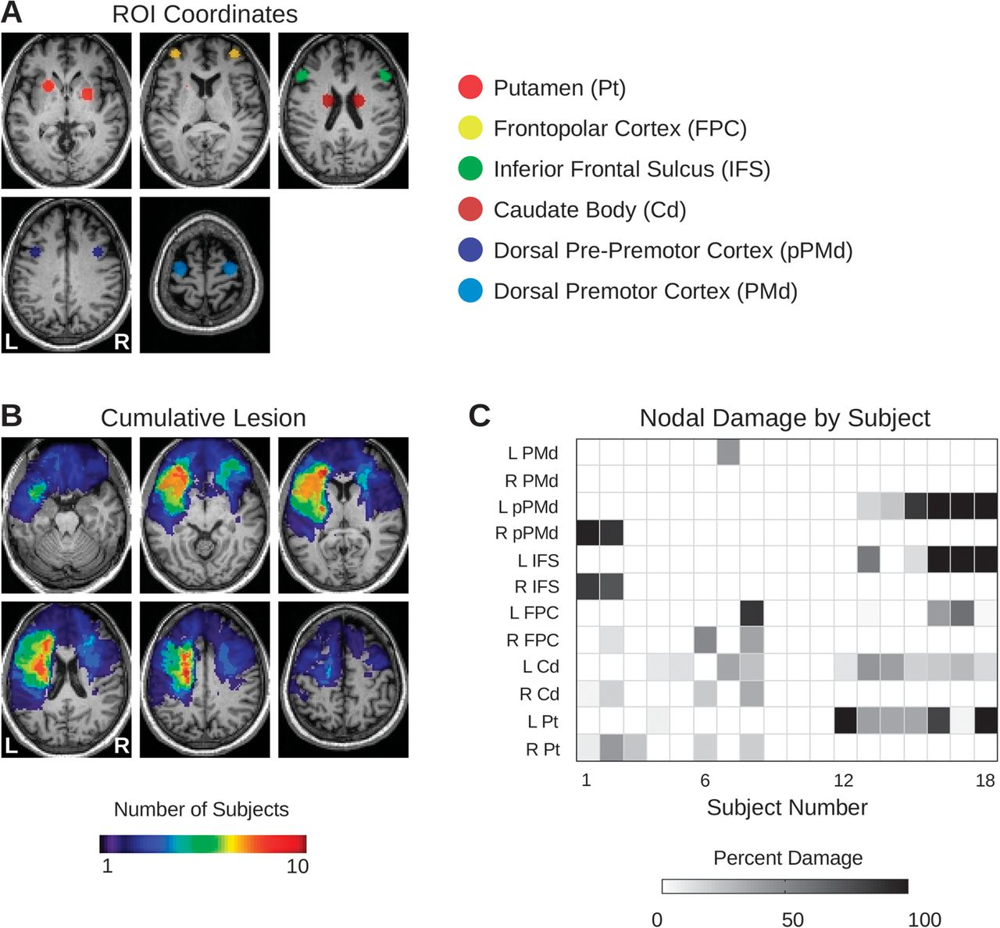 A
ROI Coordinates
L
R
Putamen (Pt)
Frontopolar Cortex (FPC)
Inferior Frontal Sulcus (IFS)
Caudate Body (Cd)
Dorsal Pre-Premotor Cortex (pPMd)
Dorsal Premotor Cortex (PMd)
B
Cumulative Lesion
L
R
Number of Subjects
1
10
C
Nodal Damage by Subject
L PMd
R PMd
L pPMd
R pPMd
L IFS
R IFS
L FPC
R FPC
L Cd
R Cd
L Pt
R Pt
1
6
12
18
Subject Number
Percent Damage
0
50
100